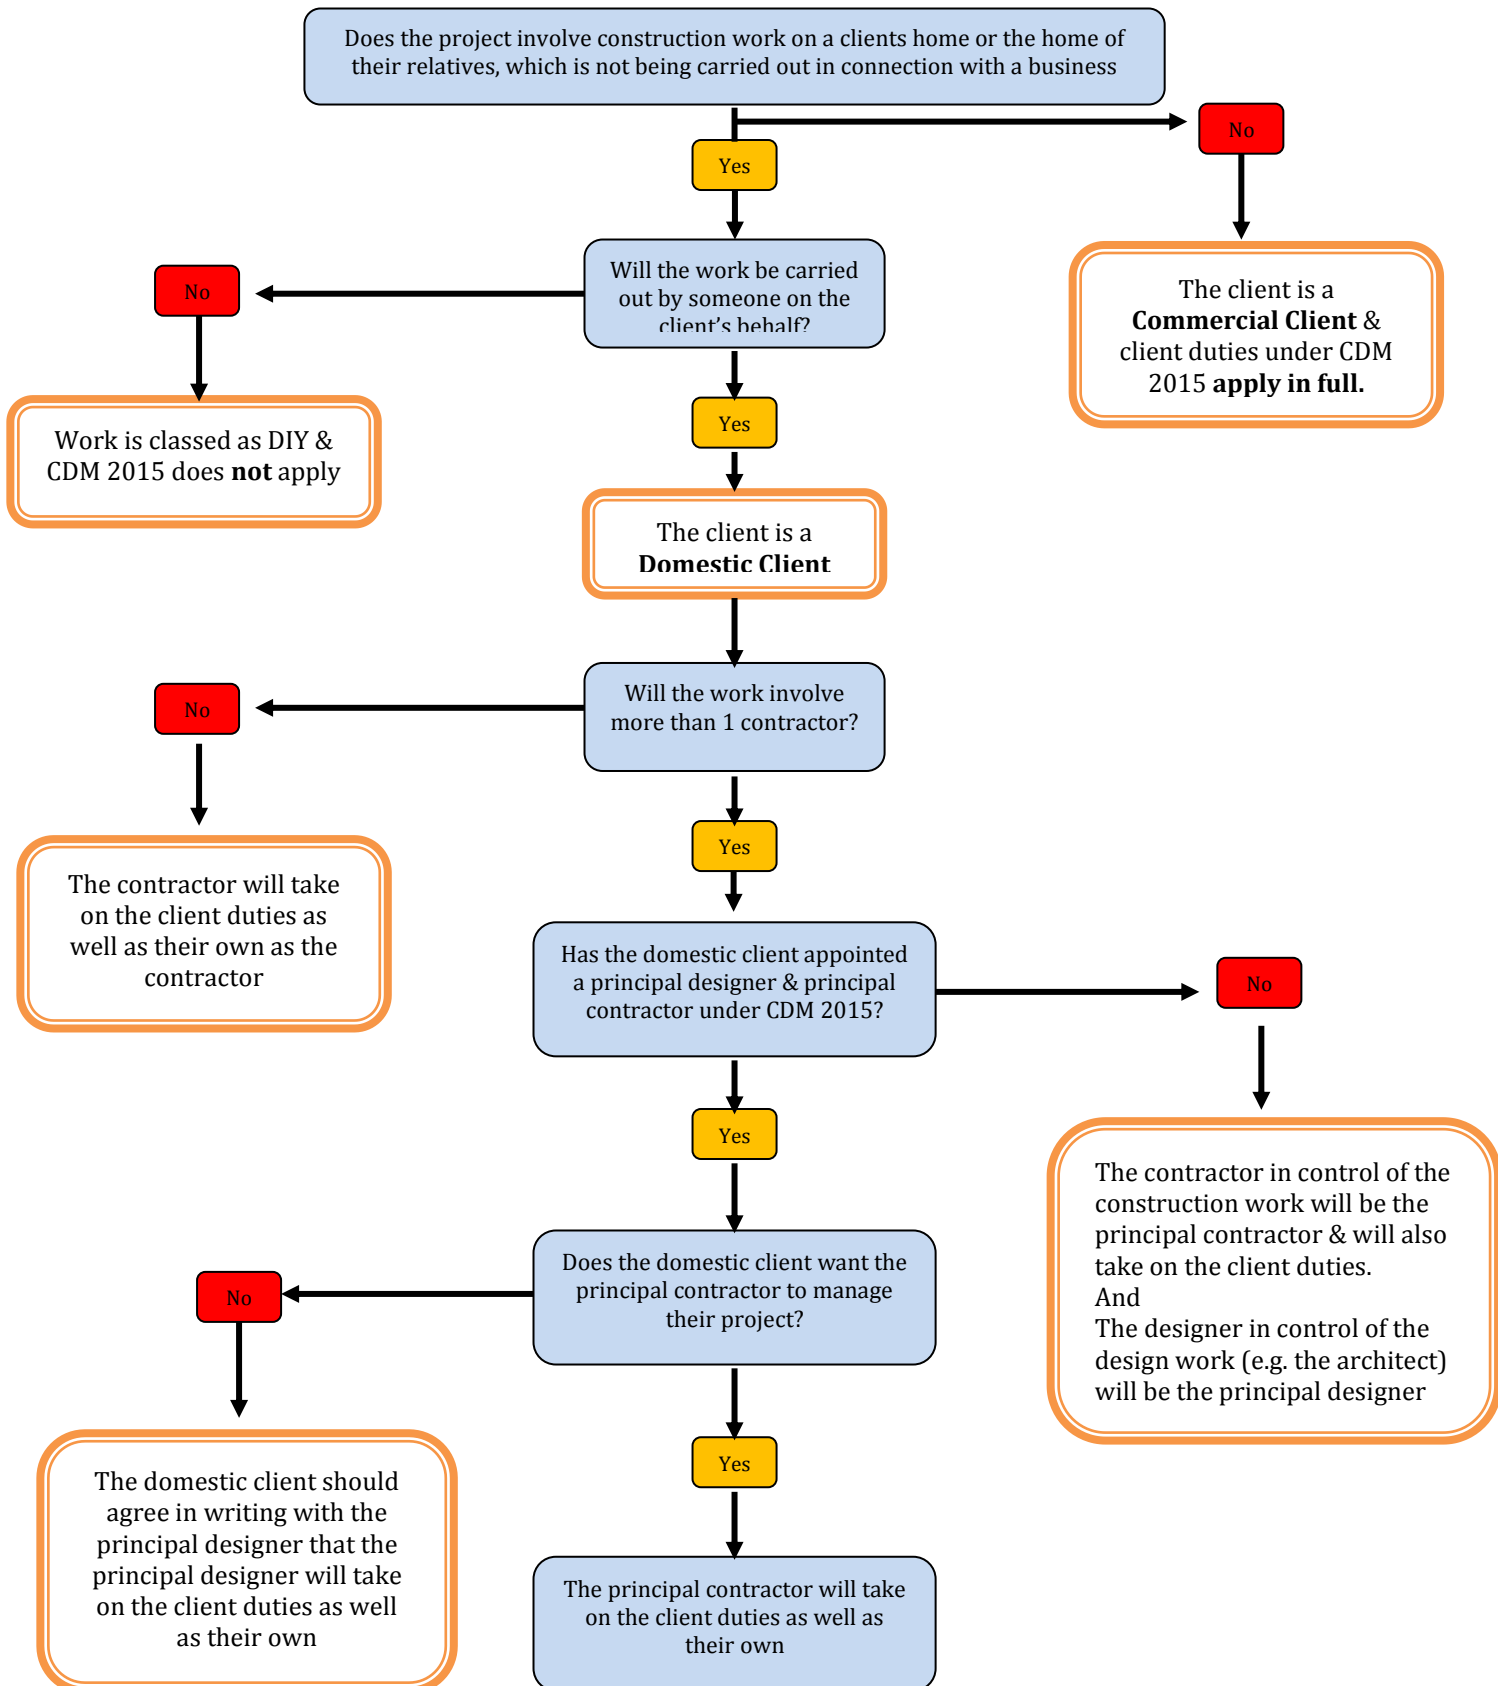 Does the project involve construction work on a clients home or the home of
their relatives, which is not being carried out in connection with a business
No
Yes
Will the work be carried
out by someone on the
client's behalf?
No
The client is a
Commercial Client &
client duties under CDM
2015 apply in full.
Yes
Work is classed as DIY &
CDM 2015 does not apply
The client is a
Domestic Client
Will the work involve
more than 1 contractor?
No
Yes
The contractor will take
on the client duties as
well as their own as the
contractor
Has the domestic client appointed
a principal designer & principal
contractor under CDM 2015?
No
Yes
The contractor in control of the
construction work will be the
principal contractor & will also
take on the client duties.
And
The designer in control of the
design work (e.g. the architect)
will be the principal designer
Does the domestic client want the
principal contractor to manage
their project?
No
Yes
The domestic client should
agree in writing with the
principal designer that the
principal designer will take
on the client duties as well
as their own
The principal contractor will take
on the client duties as well as
their own